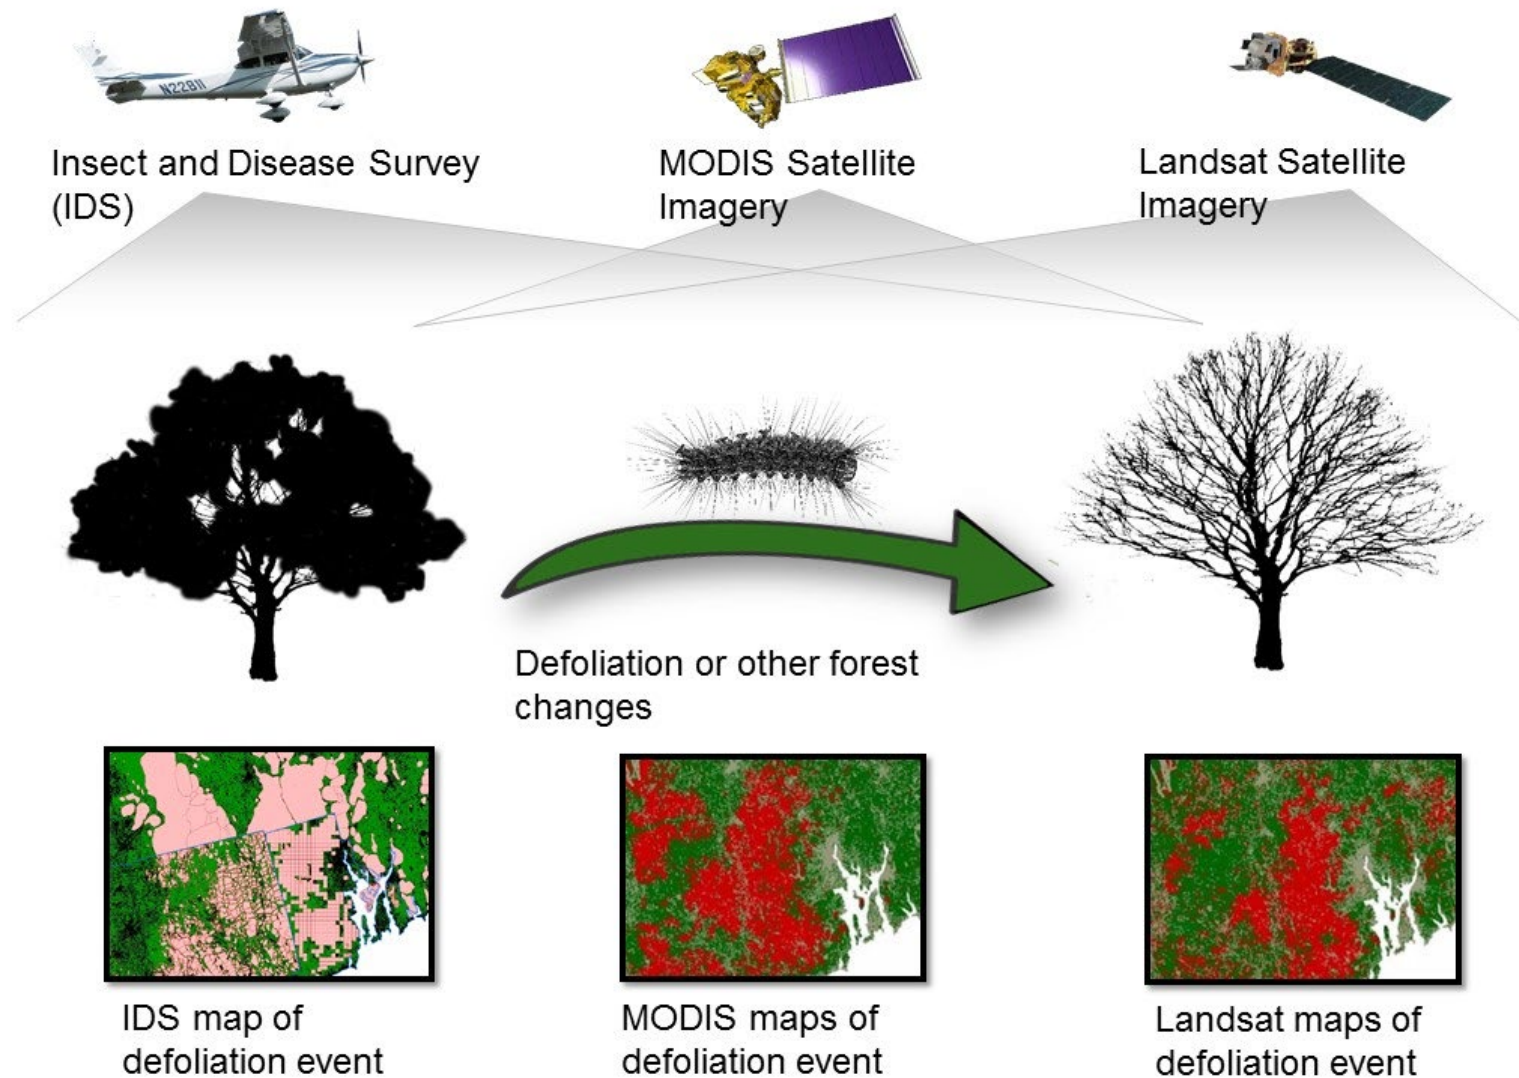 N22811
Insect and Disease Survey
(IDS)
MODIS Satellite
Imagery
Landsat Satellite
Imagery
Defoliation or other forest
changes
IDS map of
defoliation event
MODIS maps of
defoliation event
Landsat maps of
defoliation event